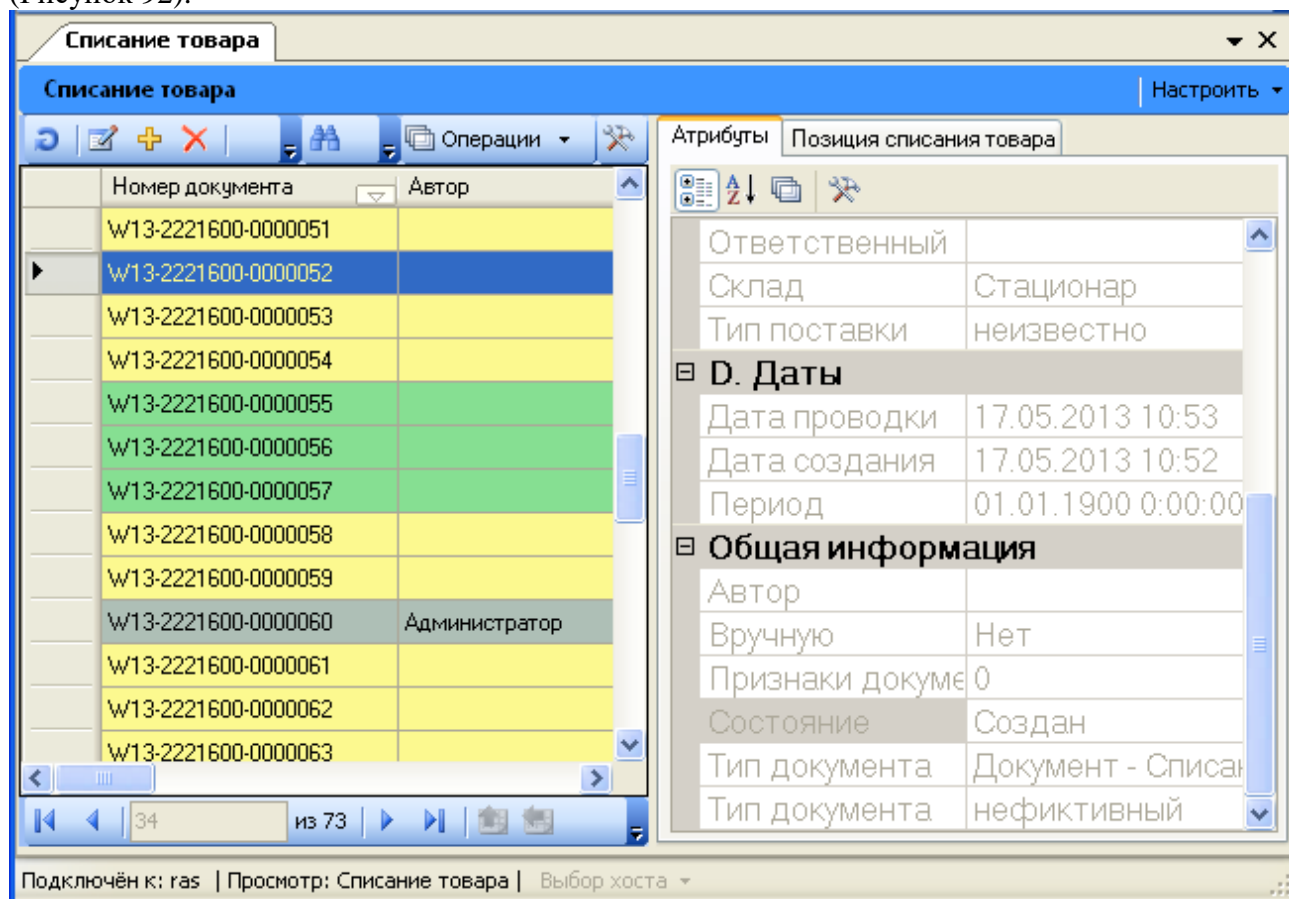 (Рисунок 92).
Списание товара
Списание товара
Настроить
Операции
Номер документа Автор
W13-2221600-0000051
W13-2221600-0000052
W13-2221600-0000053
W13-2221600-0000054
W13-2221600-0000055
W13-2221600-0000056
W13-2221600-0000057
W13-2221600-0000058
W13-2221600-0000059
W13-2221600-0000060 Администратор
W13-2221600-0000061
W13-2221600-0000062
W13-2221600-0000063
34 из 73
Атрибуты Позиция списания товара
Ответственный
Склад Стационар
Тип поставки неизвестно
D. Даты
Дата проводки 17.05.2013 10:53
Дата создания 17.05.2013 10:52
Период 01.01.1900 0:00:00
Общая информация
Автор
Вручную Нет
Признаки докуме 0
Состояние Создан
Тип документа Документ - Списан
Тип документа нефиктивный
Подключён к: ras | Просмотр: Списание товара | Выбор хоста